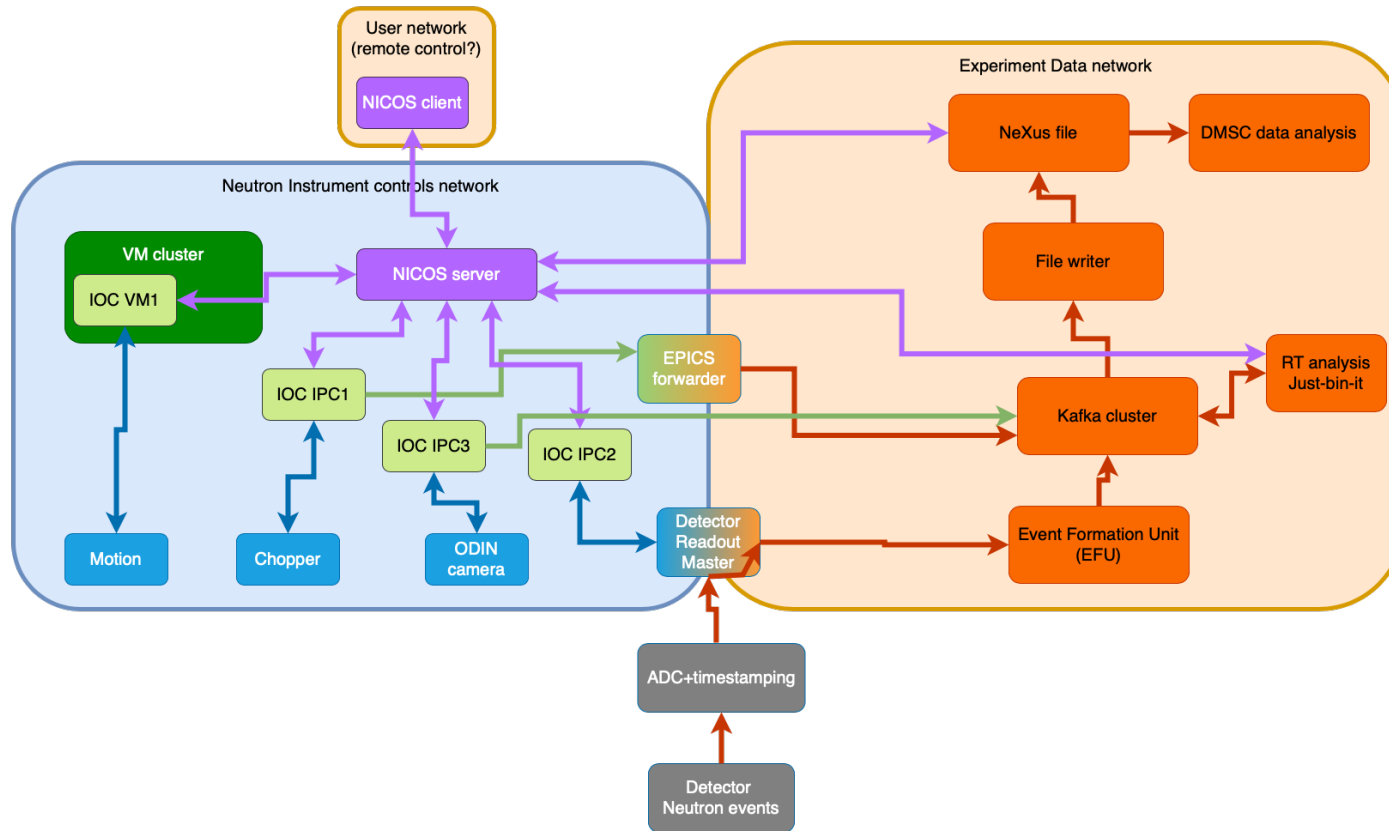 User network
(remote control?)
NICOS client
Experiment Data network
NeXus file
DMSC data analysis
Neutron Instrument controls network
VM cluster
IOC VM1
NICOS server
File writer
EPICS
forwarder
RT analysis
Just-bin-it
IOC IPC1
Kafka cluster
IOC IPC3
IOC IPC2
Motion
Chopper
ODIN
camera
Detector
Readout
Master
Event Formation Unit
(EFU)
ADC+timestamping
Detector
Neutron events